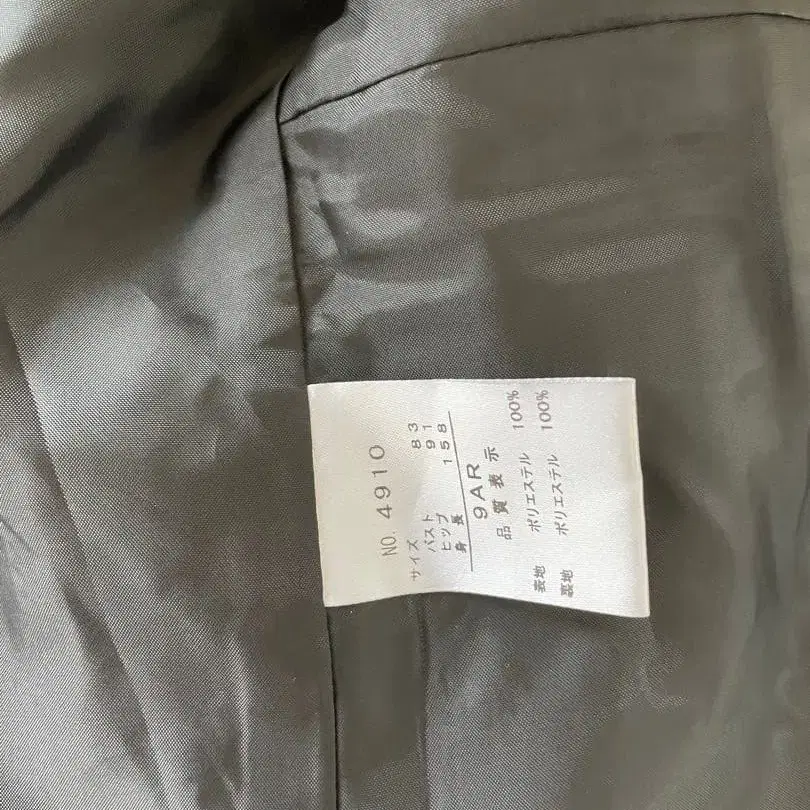 NO. 4910
サイズ
バスト 83
ヒップ 91
身長 158
9AR
品質表示
表地 ポリエステル 100%
裏地 ポリエステル 100%